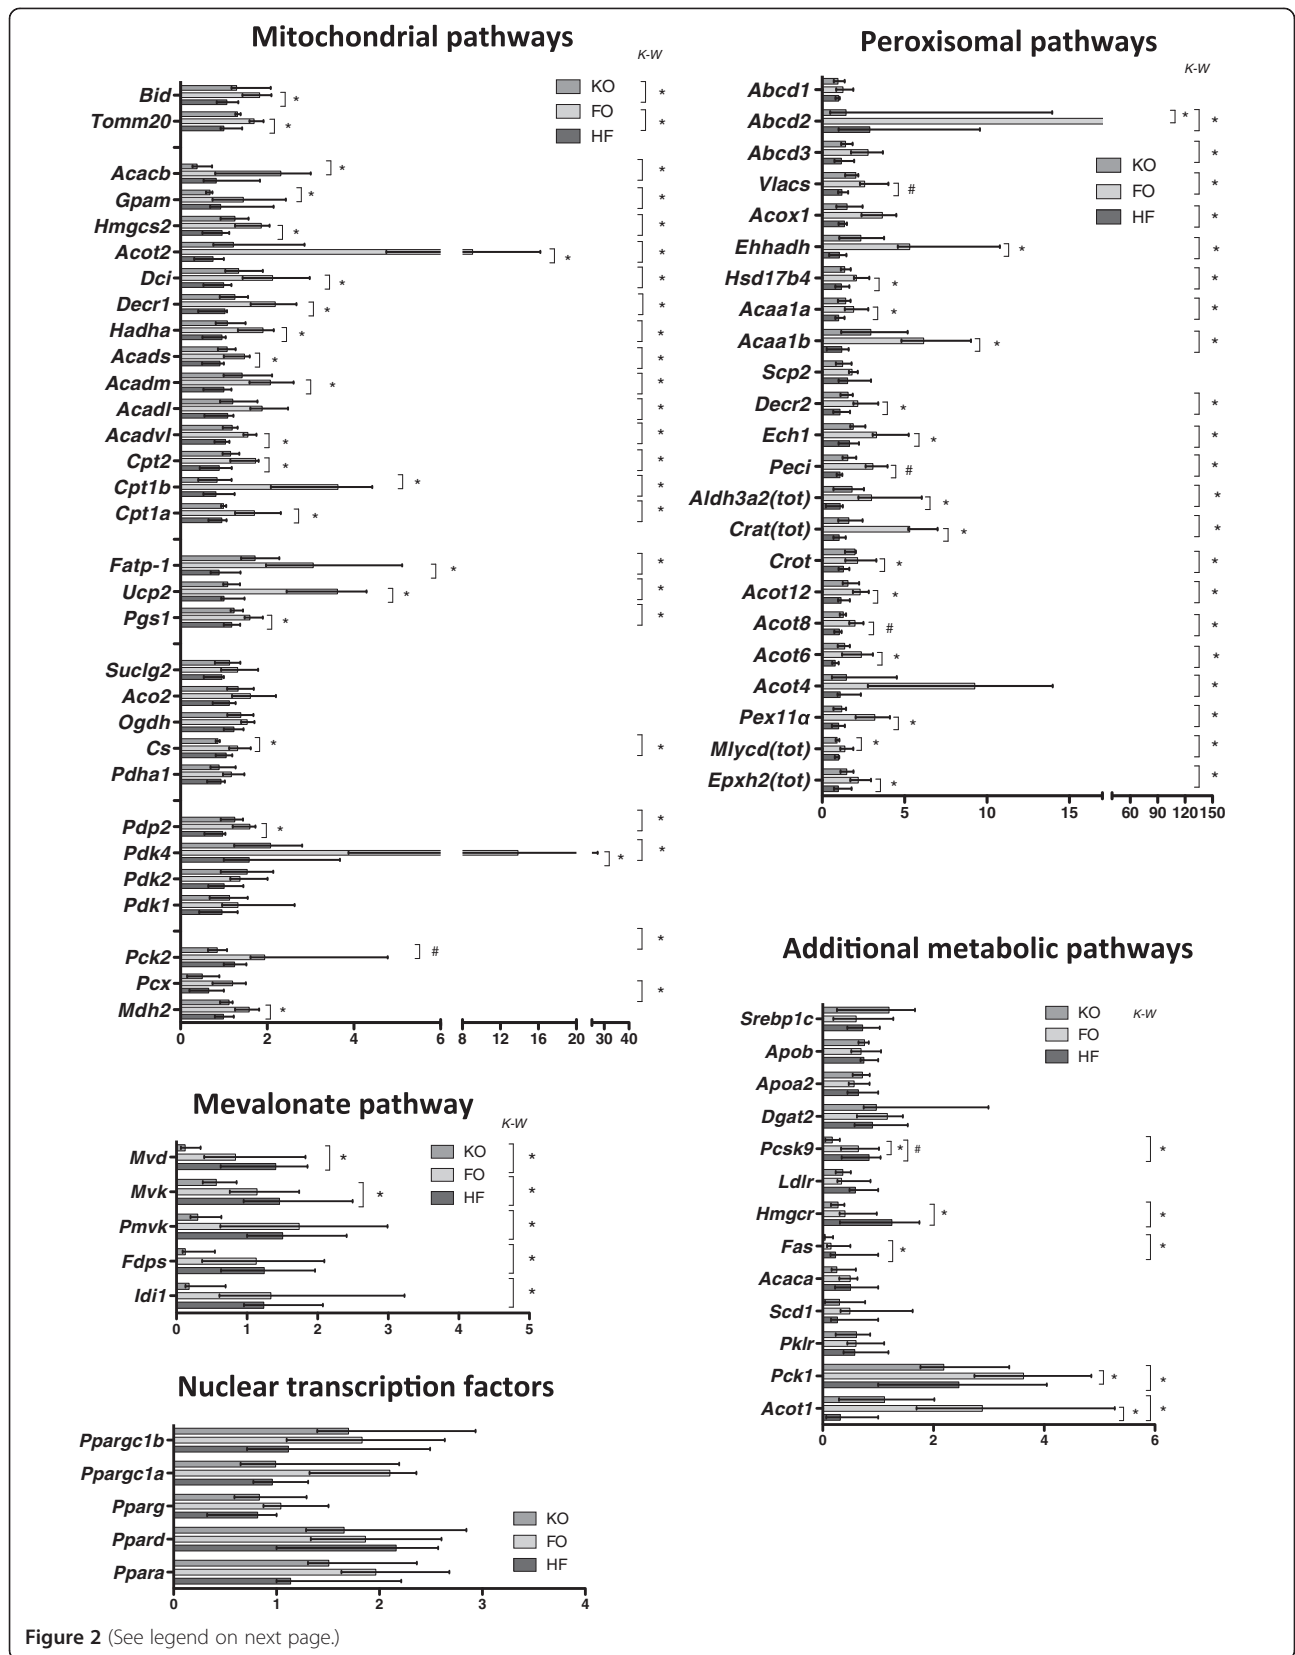 Mitochondrial pathways
K-W
KO
FO
HF
Bid * *
Tomm20 * *
Acacb * *
Gpam * *
Hmgcs2 * *
Acot2 * *
Dci * *
Decr1 * *
Hadha * *
Acads * *
Acadm * *
Acadl *
Acadvl * *
Cpt2 * *
Cpt1b * *
Cpt1a * *
Fatp-1 * *
Ucp2 * *
Pgs1 * *
Suclg2
Aco2
Ogdh
Cs * *
Pdha1
Pdp2 * *
Pdk4 * *
Pdk2
Pdk1
*
Pck2 #
Pcx *
Mdh2 *
0 2 4 6 8 12 16 20 30 40
Peroxisomal pathways
K-W
KO
FO
HF
Abcd1
Abcd2 * *
Abcd3 *
Vlacs # *
Acox1 *
Ehhadh * *
Hsd17b4 * *
Acaa1a * *
Acaa1b * *
Scp2
Decr2 * *
Ech1 * *
Peci # *
Aldh3a2(tot) * *
Crat(tot) * *
Crot * *
Acot12 * *
Acot8 # *
Acot6 * *
Acot4 *
Pex11α * *
Mlycd(tot) * *
Epxh2(tot) * *
0 5 10 15 60 90 120 150
Mevalonate pathway
K-W
KO
FO
HF
Mvd * *
Mvk * *
Pmvk *
Fdps *
Idi1 *
0 1 2 3 4 5
Nuclear transcription factors
Ppargc1b
Ppargc1a
Pparg
Ppard
Ppara
KO
FO
HF
0 1 2 3 4
Additional metabolic pathways
KO
FO
HF
K-W
Srebp1c
Apob
Apoa2
Dgat2
Pcsk9 * # *
Ldlr
Hmgcr * *
Fas * *
Acaca
Scd1
Pklr
Pck1 * *
Acot1 * *
0 2 4 6
Figure 2 (See legend on next page.)